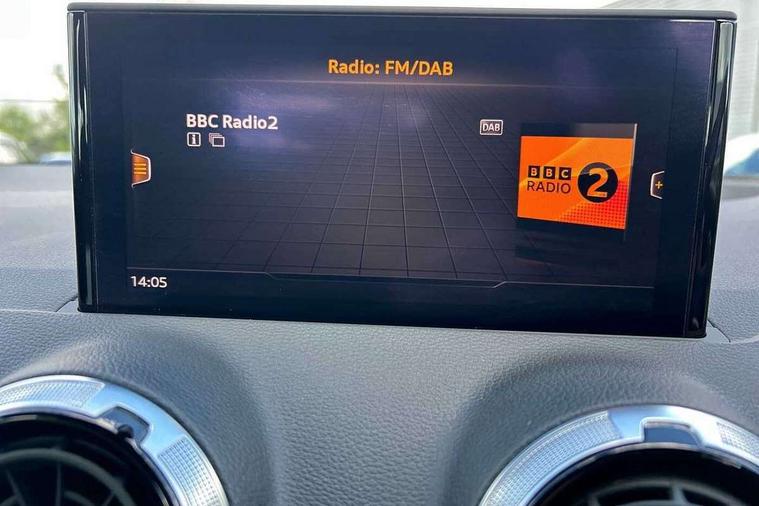 Radio: FM/DAB
BBC Radio2
DAB
BBC
RADIO 2
14:05